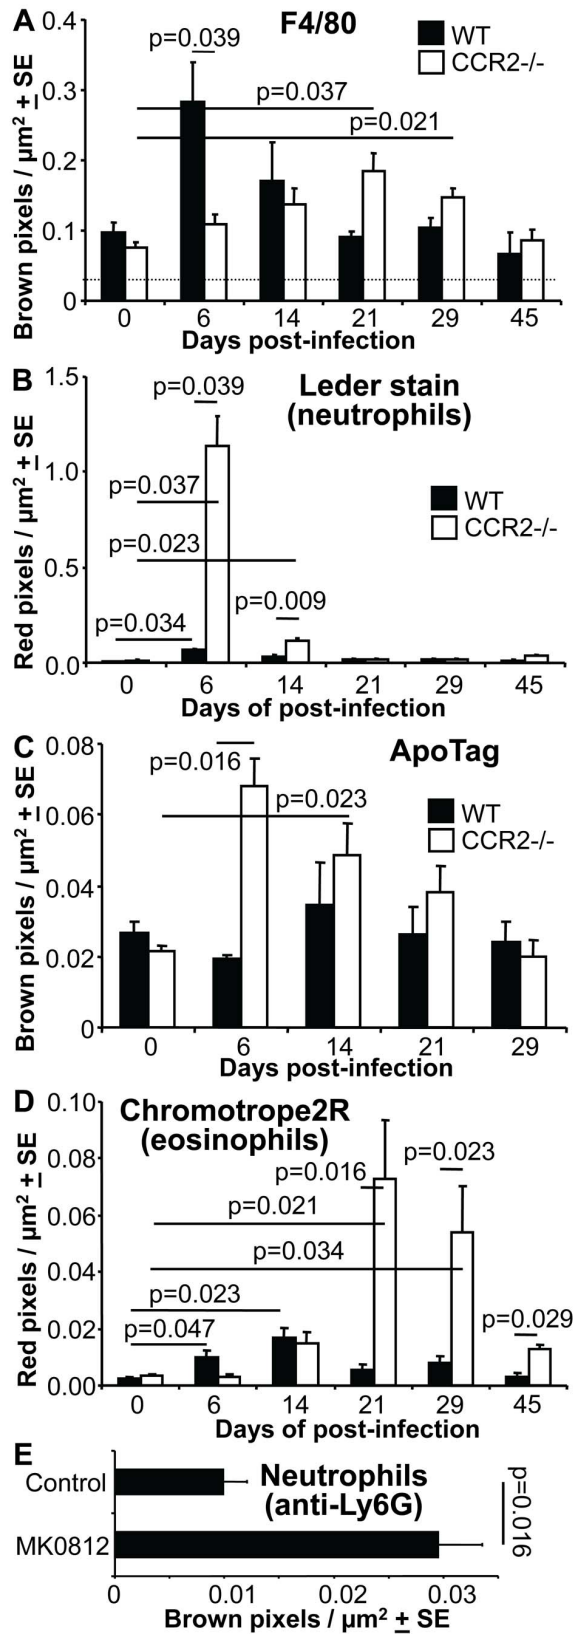 A
F4/80
0.4
0.3
0.2
0.1
0
Brown pixels / µm² ± SE
p=0.039
p=0.037
p=0.021
WT
CCR2-/-
0 6 14 21 29 45
Days post-infection
B
Leder stain
(neutrophils)
1.5
1.0
0.5
0.0
Red pixels / µm² ± SE
p=0.039
p=0.037
p=0.023
p=0.009
p=0.034
WT
CCR2-/-
0 6 14 21 29 45
Days of post-infection
C
ApoTag
0.08
0.06
0.04
0.02
0
Brown pixels / µm² ± SE
p=0.016
p=0.023
WT
CCR2-/-
0 6 14 21 29
Days post-infection
D
Chromotrope2R
(eosinophils)
0.10
0.08
0.06
0.04
0.02
0.00
Red pixels / µm² ± SE
p=0.016
p=0.023
p=0.021
p=0.034
p=0.023
p=0.047
p=0.029
0 6 14 21 29 45
Days of post-infection
E
Neutrophils
(anti-Ly6G)
Control
MK0812
p=0.016
0 0.01 0.02 0.03
Brown pixels / µm² ± SE